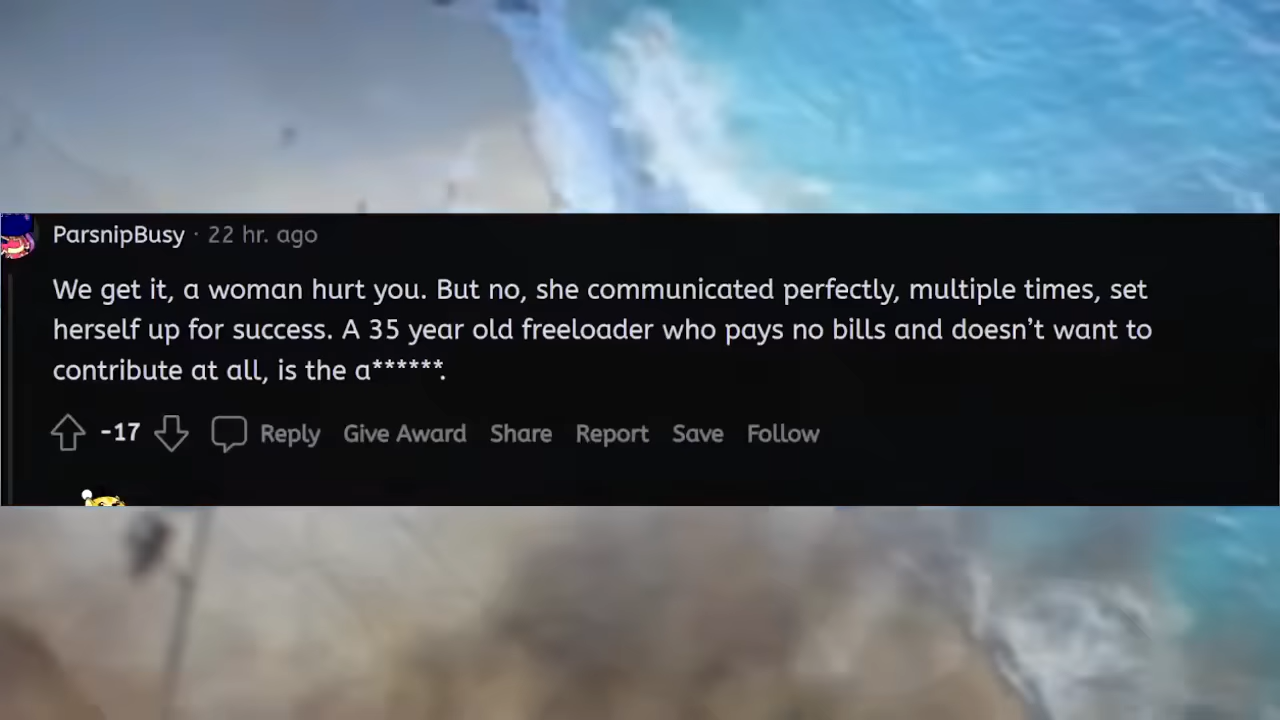 ParsnipBusy · 22 hr. ago
We get it, a woman hurt you. But no, she communicated perfectly, multiple times, set
herself up for success. A 35 year old freeloader who pays no bills and doesn’t want to
contribute at all, is the a******.
-17 Reply Give Award Share Report Save Follow